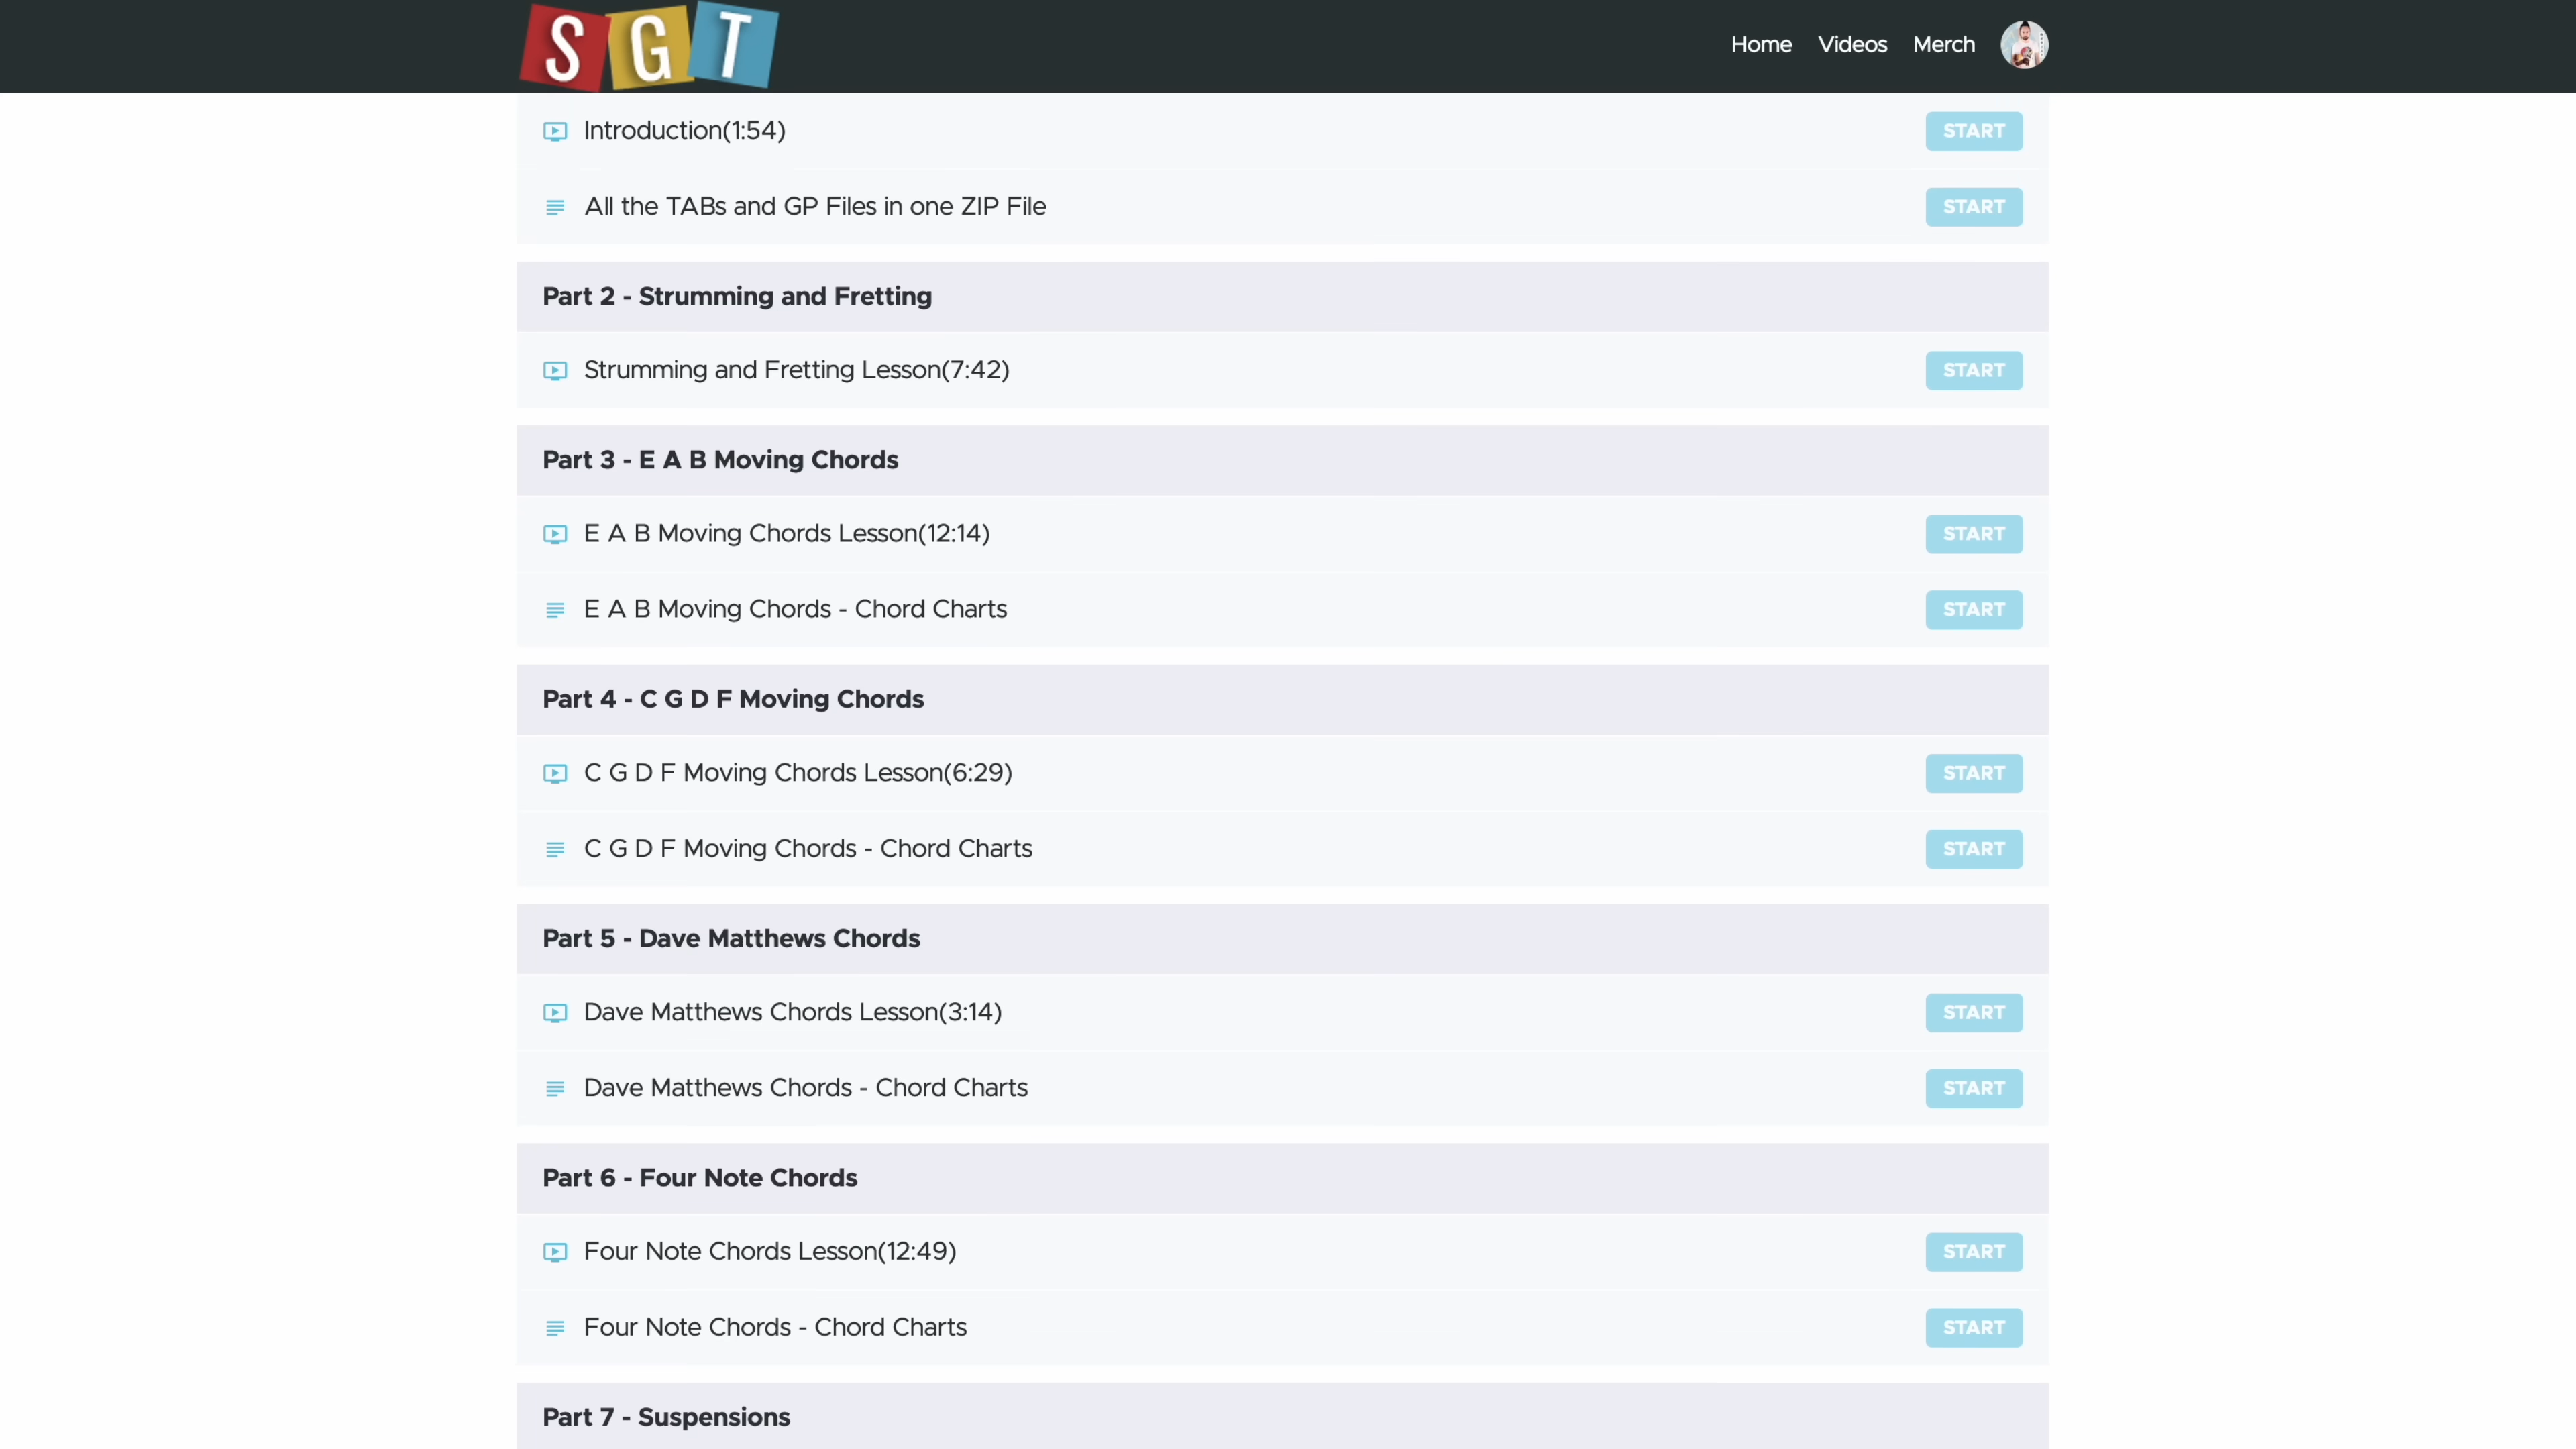 SGT
Home Videos Merch
Introduction(1:54) START
All the TABs and GP Files in one ZIP File START
Part 2 - Strumming and Fretting
Strumming and Fretting Lesson(7:42) START
Part 3 - E A B Moving Chords
E A B Moving Chords Lesson(12:14) START
E A B Moving Chords - Chord Charts START
Part 4 - C G D F Moving Chords
C G D F Moving Chords Lesson(6:29) START
C G D F Moving Chords - Chord Charts START
Part 5 - Dave Matthews Chords
Dave Matthews Chords Lesson(3:14) START
Dave Matthews Chords - Chord Charts START
Part 6 - Four Note Chords
Four Note Chords Lesson(12:49) START
Four Note Chords - Chord Charts START
Part 7 - Suspensions